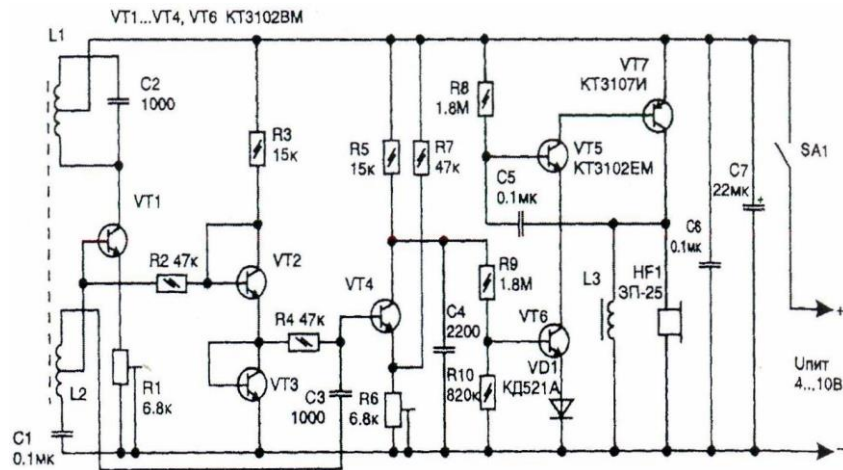 VT1...VT4, VT6 КТ3102ВМ
L1
C2
1000
VT1
R2 47к
L2
R1
6.8к
C1
0.1мк
R3
15к
VT2
VT3
R4 47к
C3
1000
R5
15к
R7
47к
VT4
R6
6.8к
C4
2200
R8
1.8М
C5
0.1мк
R9
1.8М
R10
820к
VT5
КТ3102ЕМ
VT6
VD1
КД521А
VT7
КТ3107И
L3
HF1
ЗП-25
C6
0.1мк
C7
22мк
+
SA1
+
Uпит
4...10В
−